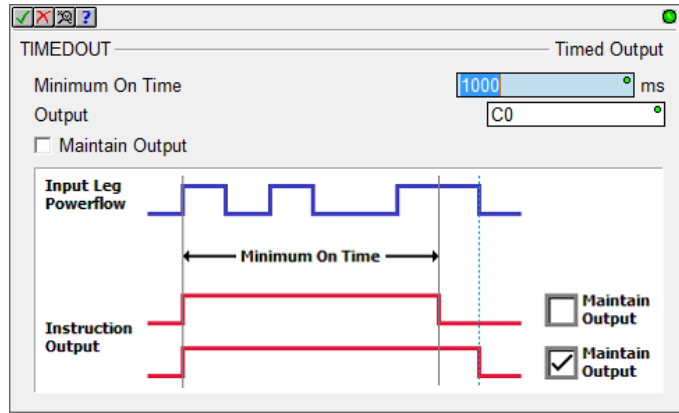 ?
TIMEDOUT Timed Output
Minimum On Time 1000 ms
Output C0
Maintain Output
Input Leg
Powerflow
Minimum On Time
Instruction
Output
Maintain
Output
Maintain
Output